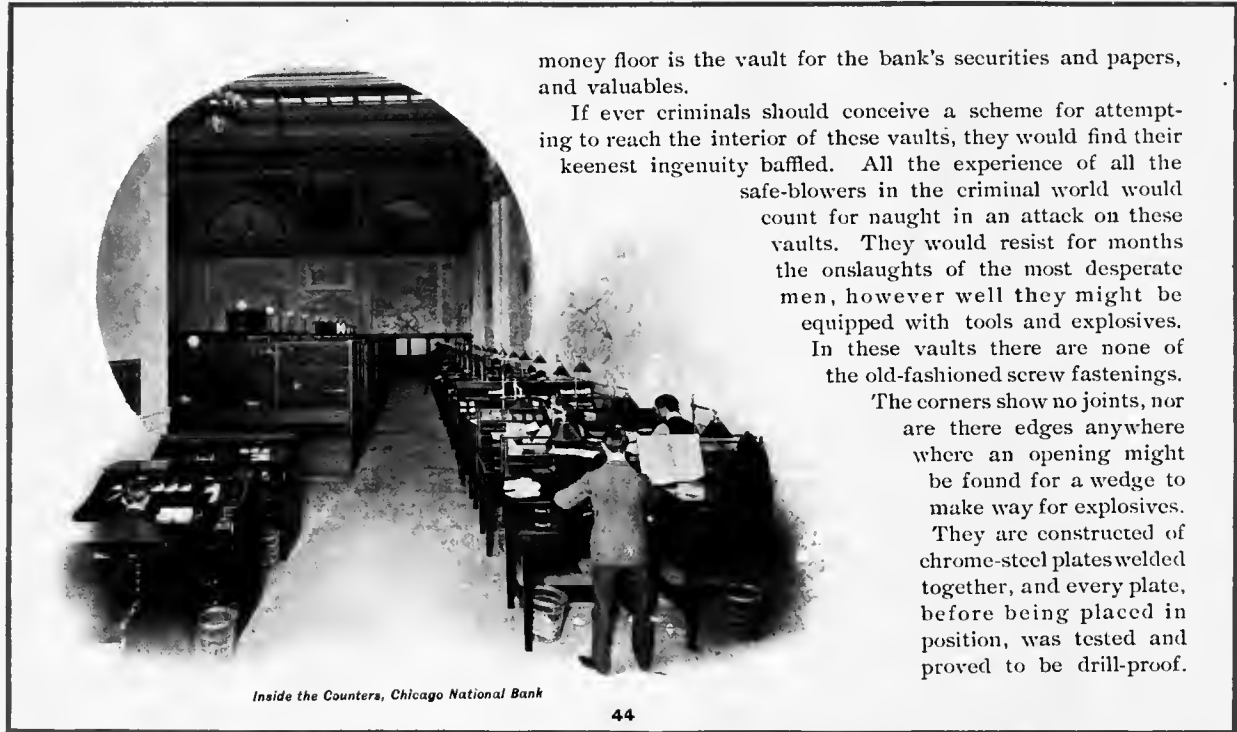 money floor is the vault for the bank's securities and papers,
and valuables.
If ever criminals should conceive a scheme for attempt-
ing to reach the interior of these vaults, they would find their
keenest ingenuity baffled. All the experience of all the
safe-blowers in the criminal world would
count for naught in an attack on these
vaults. They would resist for months
the onslaughts of the most desperate
men, however well they might be
equipped with tools and explosives.
In these vaults there are none of
the old-fashioned screw fastenings.
The corners show no joints, nor
are there edges anywhere
where an opening might
be found for a wedge to
make way for explosives.
They are constructed of
chrome-steel plates welded
together, and every plate,
before being placed in
position, was tested and
proved to be drill-proof.
Inside the Counters, Chicago National Bank
44